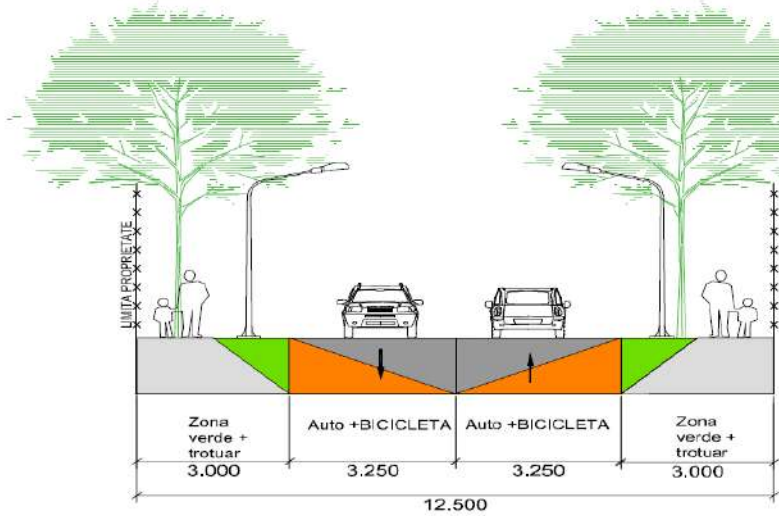 LIMITA PROPRIETATE
Zona
verde +
trotuar
3.000
Auto +BICICLETA
3.250
Auto +BICICLETA
3.250
Zona
verde +
trotuar
3.000
12.500